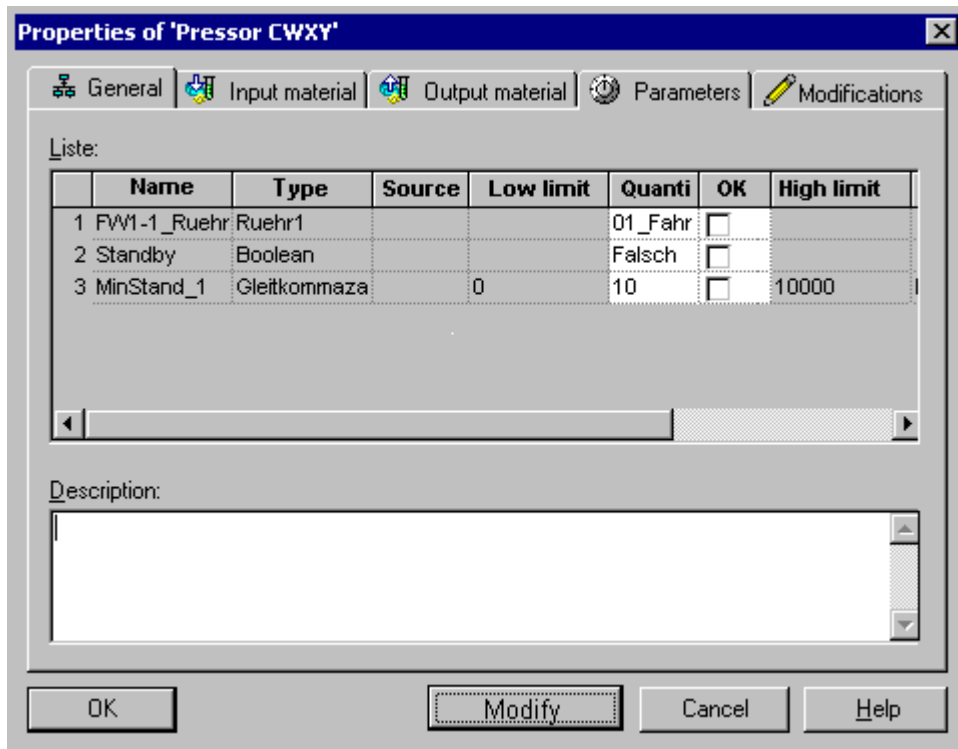 Properties of 'Pressor CWXY'
General Input material Output material Parameters Modifications
Liste:
Name Type Source Low limit Quanti OK High limit
1 FW1-1_Ruehr Ruehr1 01_Fahr
2 Standby Boolean Falsch
3 MinStand_1 Gleitkommaza 0 10 10000
Description:
OK Modify Cancel Help